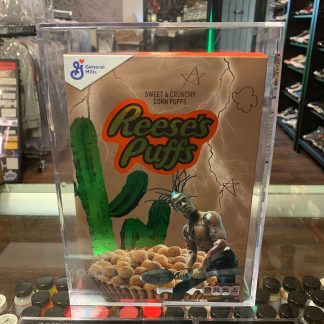 General
Mills
SWEET & CRUNCHY
CORN PUFFS
Reese's
Puffs